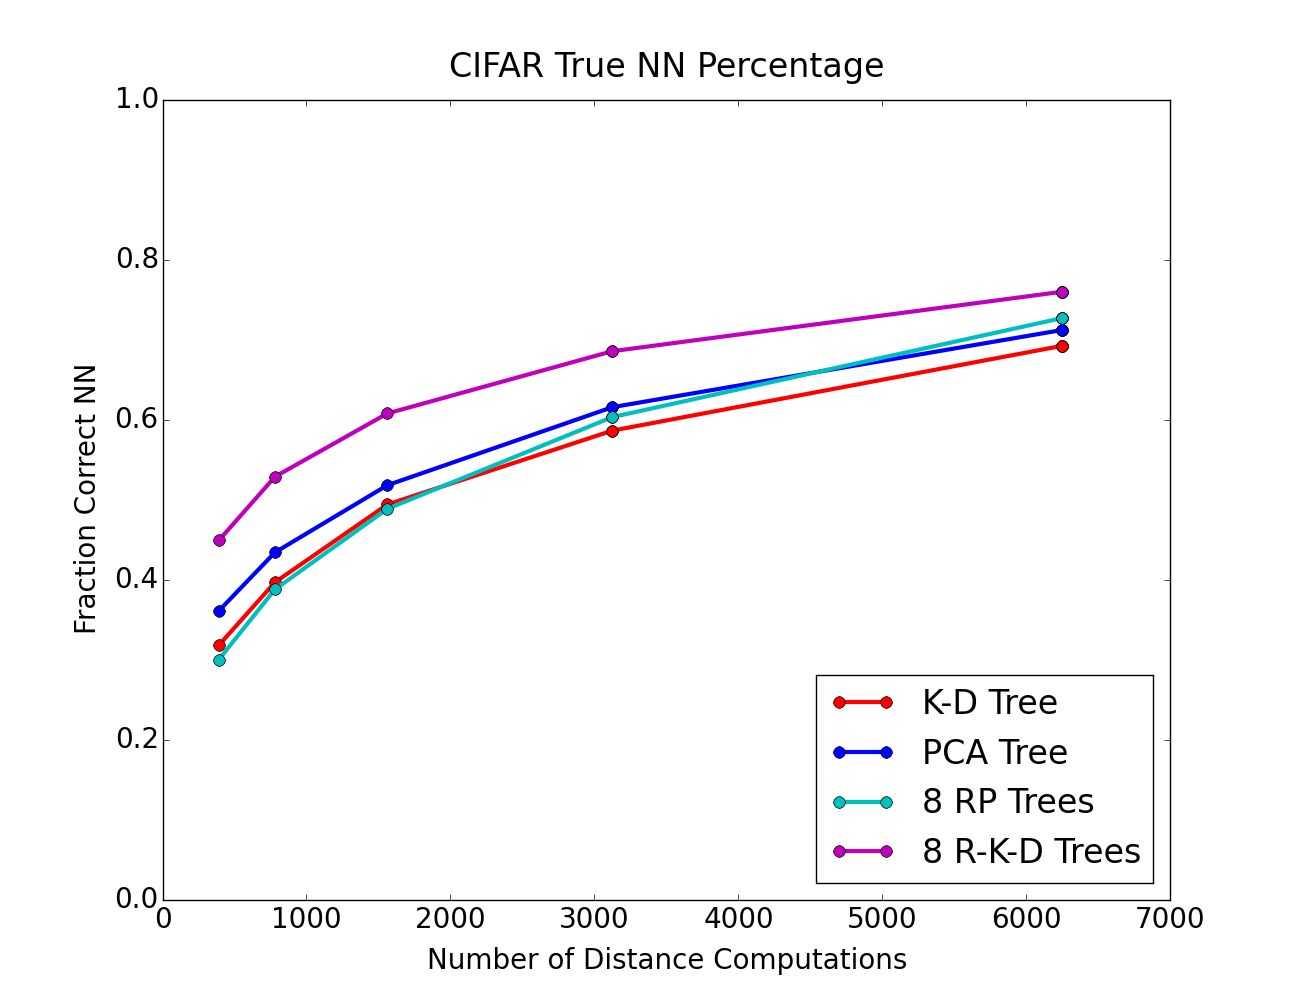 CIFAR True NN Percentage
1.0
0.8
0.6
0.4
0.2
0.0
Fraction Correct NN
K-D Tree
PCA Tree
8 RP Trees
8 R-K-D Trees
0 1000 2000 3000 4000 5000 6000 7000
Number of Distance Computations